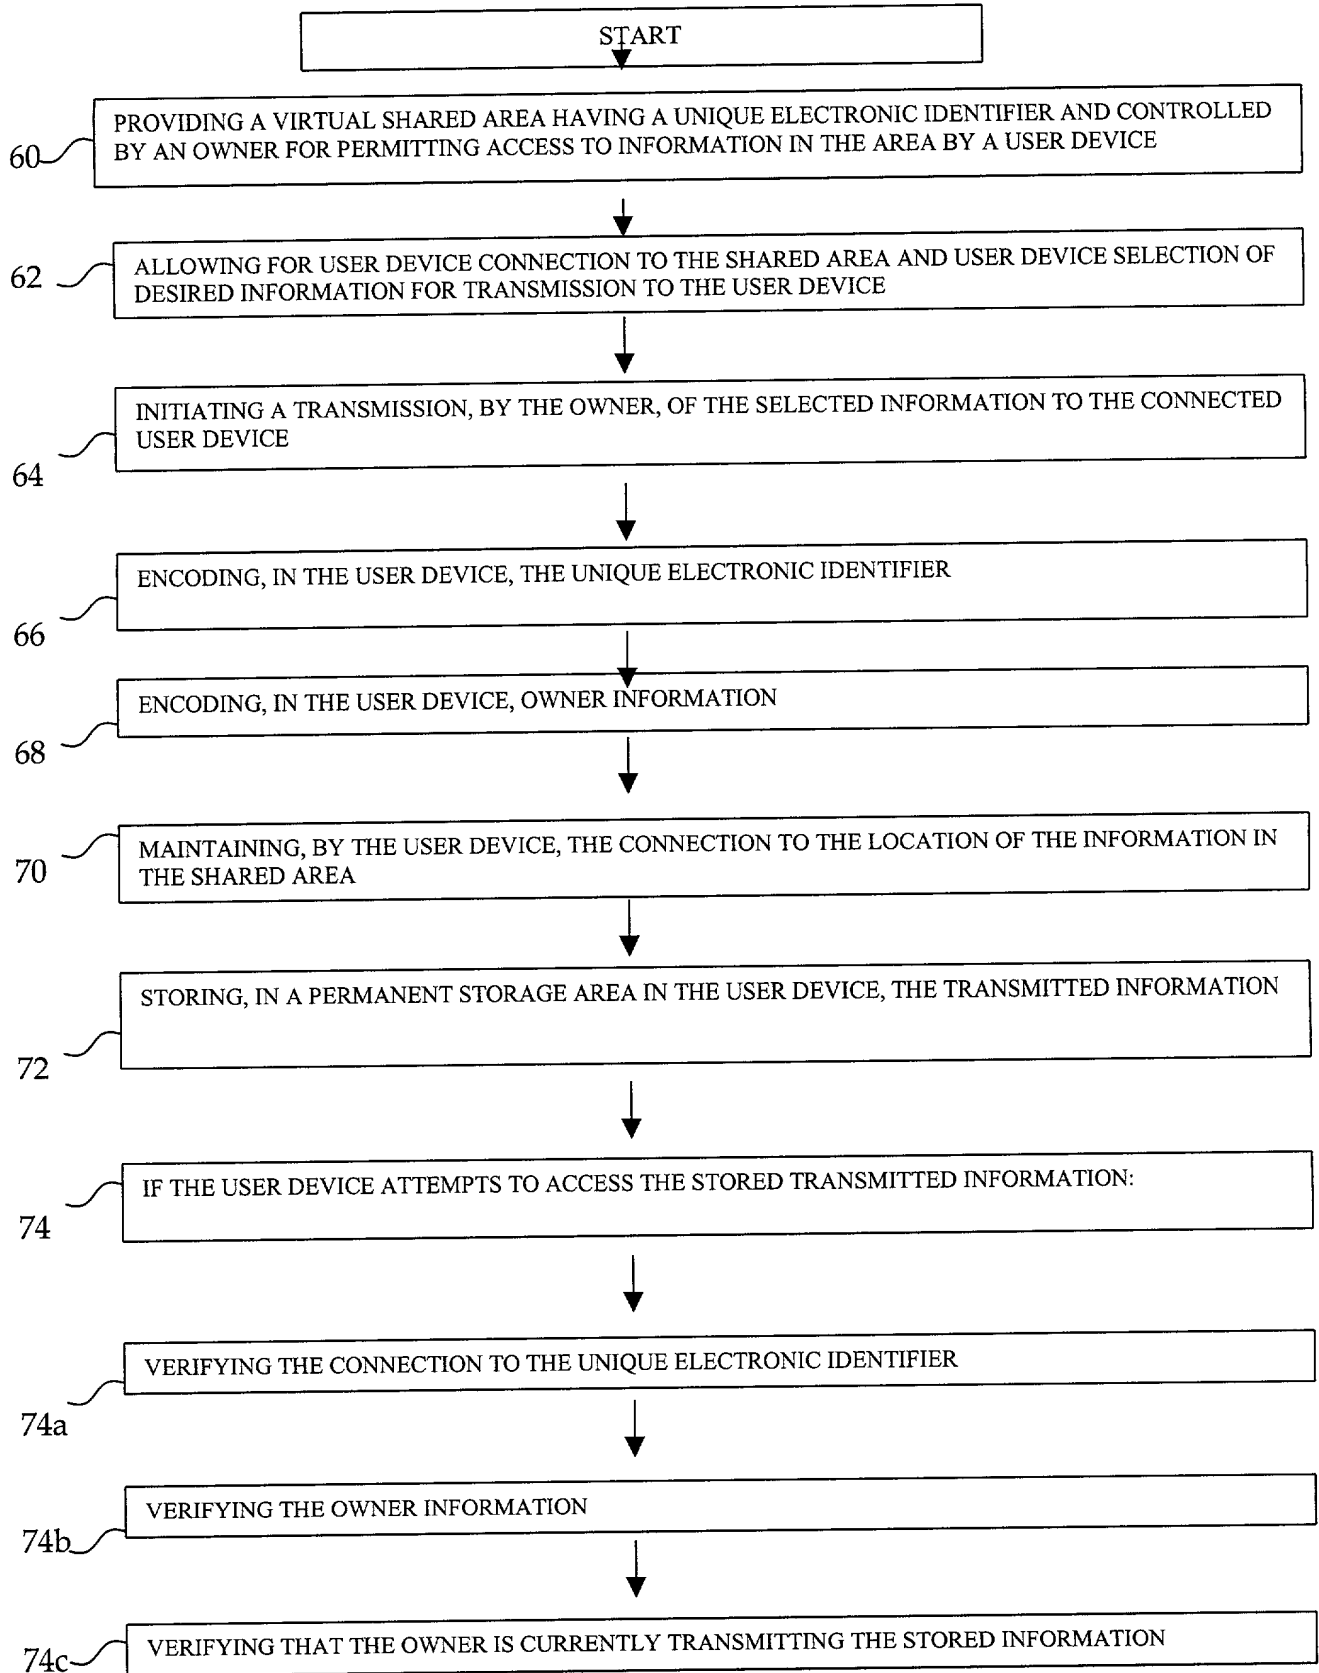 START
PROVIDING A VIRTUAL SHARED AREA HAVING A UNIQUE ELECTRONIC IDENTIFIER AND CONTROLLED
BY AN OWNER FOR PERMITTING ACCESS TO INFORMATION IN THE AREA BY A USER DEVICE
60
ALLOWING FOR USER DEVICE CONNECTION TO THE SHARED AREA AND USER DEVICE SELECTION OF
DESIRED INFORMATION FOR TRANSMISSION TO THE USER DEVICE
62
INITIATING A TRANSMISSION, BY THE OWNER, OF THE SELECTED INFORMATION TO THE CONNECTED
USER DEVICE
64
ENCODING, IN THE USER DEVICE, THE UNIQUE ELECTRONIC IDENTIFIER
66
ENCODING, IN THE USER DEVICE, OWNER INFORMATION
68
MAINTAINING, BY THE USER DEVICE, THE CONNECTION TO THE LOCATION OF THE INFORMATION IN
THE SHARED AREA
70
STORING, IN A PERMANENT STORAGE AREA IN THE USER DEVICE, THE TRANSMITTED INFORMATION
72
IF THE USER DEVICE ATTEMPTS TO ACCESS THE STORED TRANSMITTED INFORMATION:
74
VERIFYING THE CONNECTION TO THE UNIQUE ELECTRONIC IDENTIFIER
74a
VERIFYING THE OWNER INFORMATION
74b
VERIFYING THAT THE OWNER IS CURRENTLY TRANSMITTING THE STORED INFORMATION
74c